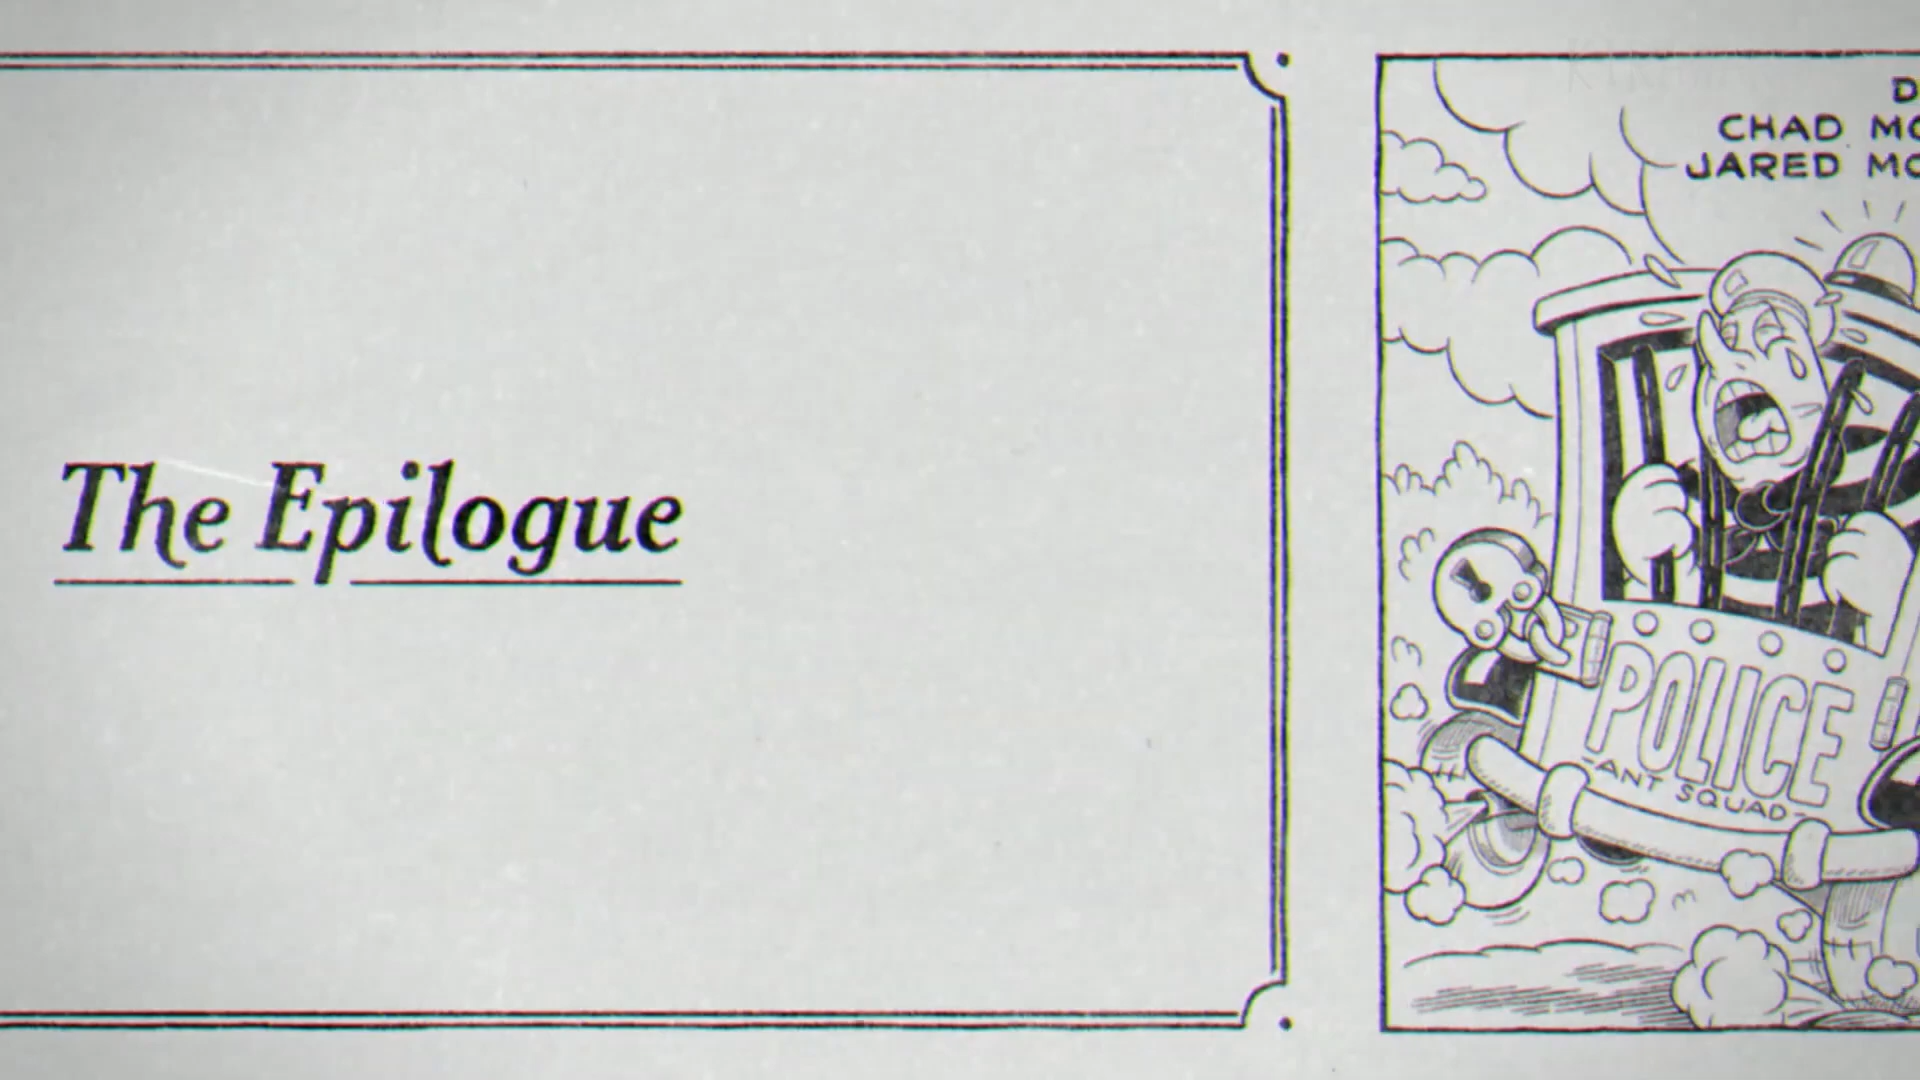 The Epilogue
D
CHAD MO
JARED MO
POLICE
-ANT SQUAD-